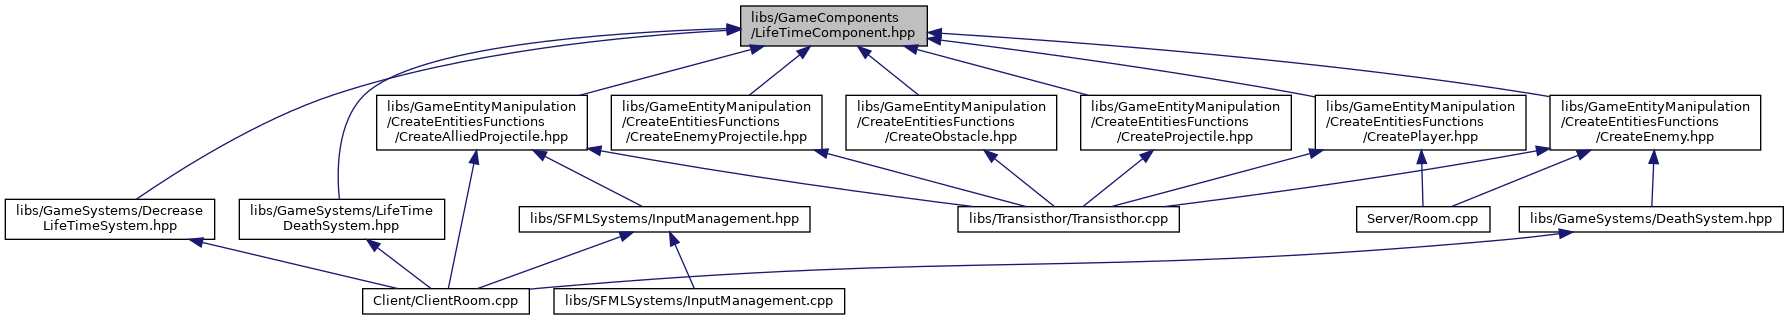 libs/GameComponents
/LifeTimeComponent.hpp
libs/GameEntityManipulation
/CreateEntitiesFunctions
/CreateAlliedProjectile.hpp
libs/GameEntityManipulation
/CreateEntitiesFunctions
/CreateEnemyProjectile.hpp
libs/GameEntityManipulation
/CreateEntitiesFunctions
/CreateObstacle.hpp
libs/GameEntityManipulation
/CreateEntitiesFunctions
/CreateProjectile.hpp
libs/GameEntityManipulation
/CreateEntitiesFunctions
/CreatePlayer.hpp
libs/GameEntityManipulation
/CreateEntitiesFunctions
/CreateEnemy.hpp
libs/GameSystems/Decrease
LifeTimeSystem.hpp
libs/GameSystems/LifeTime
DeathSystem.hpp
libs/SFMLSystems/InputManagement.hpp
libs/Transisthor/Transisthor.cpp
Server/Room.cpp
libs/GameSystems/DeathSystem.hpp
Client/ClientRoom.cpp
libs/SFMLSystems/InputManagement.cpp